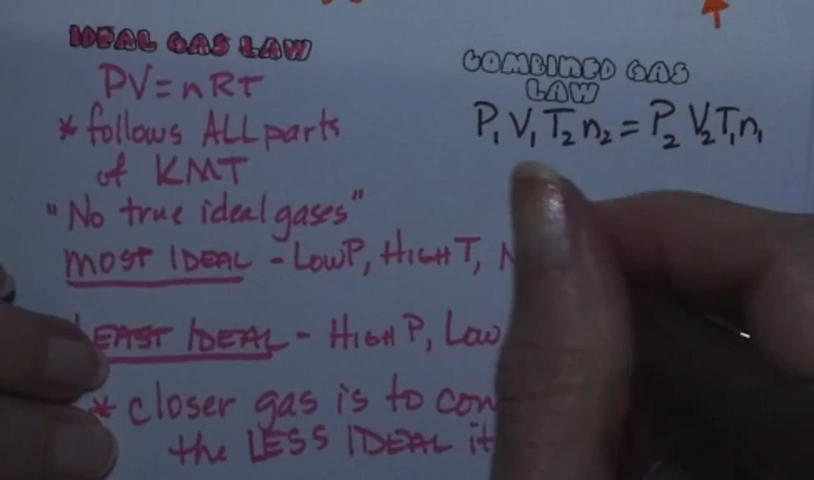 IDEAL GAS LAW
PV=nRT
* follows ALL parts
of KMT
"No true ideal gases"
MOST IDEAL - LOW P, HIGH T, N
EAST IDEAL - HIGH P, LOW
* closer gas is to con
the LESS IDEAL it
COMBINED GAS
LAW
P₁V₁T₂n₂=P₂V₂T₁n₁